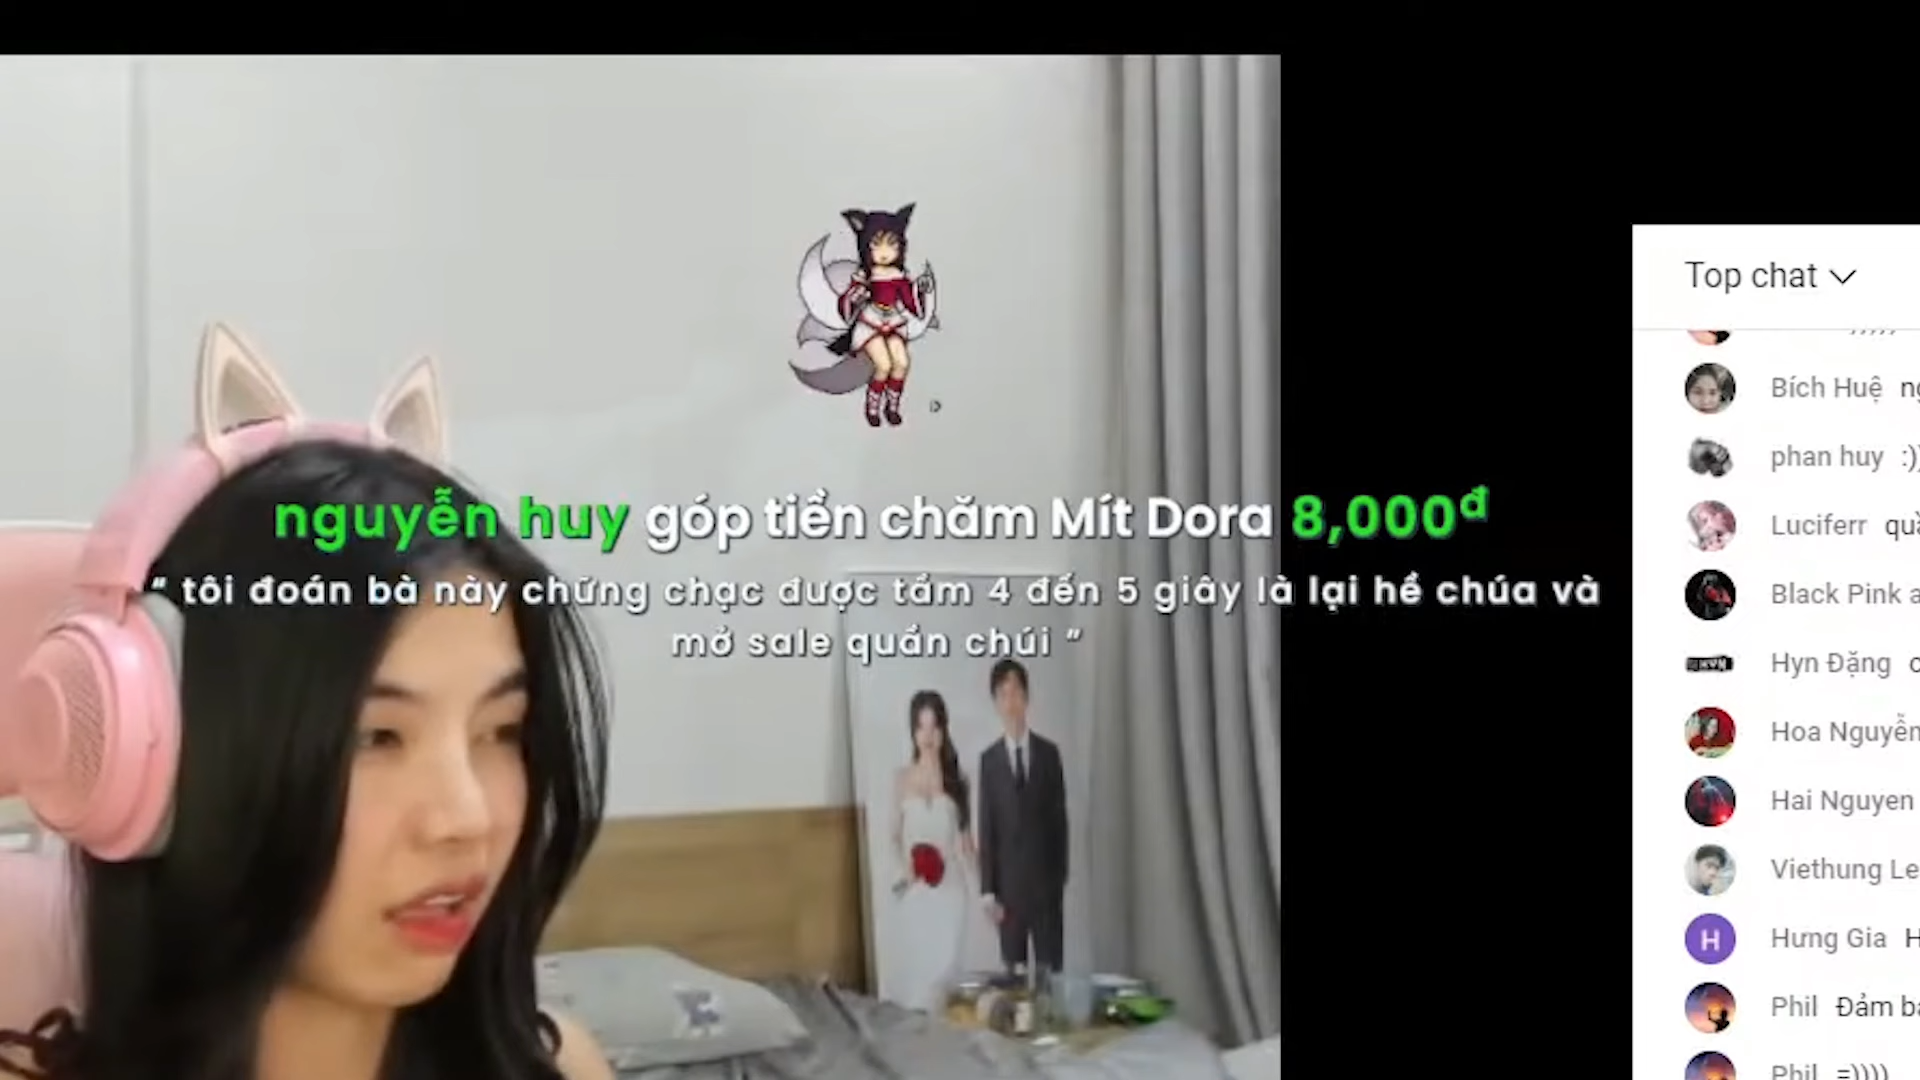 nguyễn huy góp tiền chăm Mít Dora 8,000đ
“ tôi đoán bà này chững chạc được tầm 4 đến 5 giây là lại hề chúa và
mở sale quần chúi ”
Top chat
Bích Huệ
phan huy :))
Luciferr
Black Pink
Hyn Đặng
Hoa Nguyễn
Hai Nguyen
Viethung Le
H
Hưng Gia H
Phil Đảm
Phil =))))